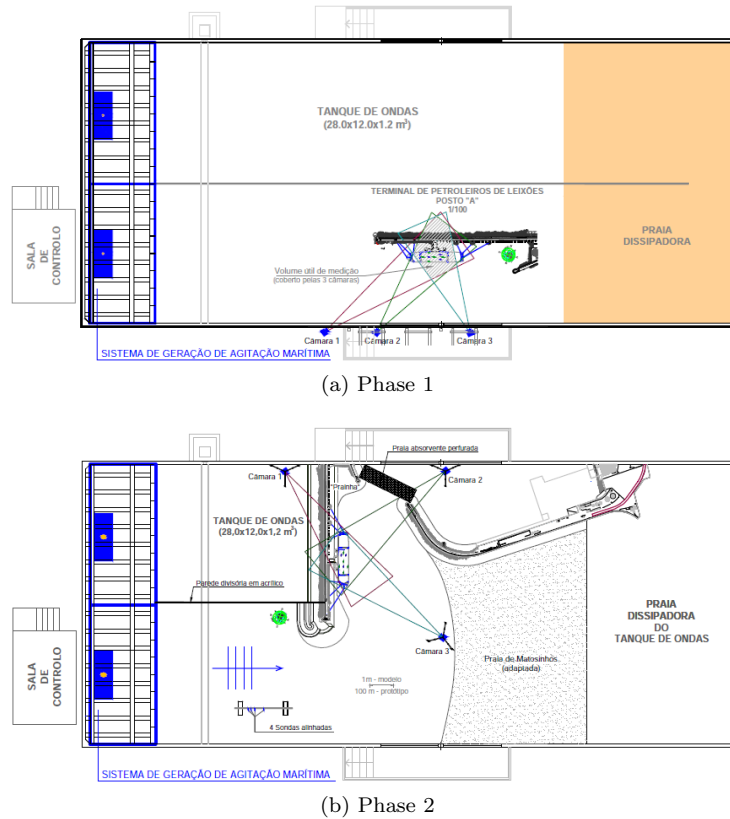 TANQUE DE ONDAS
(28.0x12.0x1.2 m³)
TERMINAL DE PETROLEIROS DE LEIXÕES
POSTO "A"
1/100
PRAIA
DISSIPADORA
SALA
DE
CONTROLO
Volume útil de medição
(coberto pelas 3 câmaras)
Câmara 1
Câmara 2
Câmara 3
SISTEMA DE GERAÇÃO DE AGITAÇÃO MARÍTIMA
(a) Phase 1
Praia absorvente perfurada
Câmara 1
"Prainha"
Câmara 2
TANQUE DE ONDAS
(28,0x12,0x1,2 m³)
Parede divisória em acrílico
PRAIA
DISSIPADORA
DO
TANQUE DE ONDAS
SALA
DE
CONTROLO
Câmara 3
Praia de Matosinhos
(adaptada)
1m - modelo
100 m - protótipo
4 Sondas alinhadas
SISTEMA DE GERAÇÃO DE AGITAÇÃO MARÍTIMA
(b) Phase 2